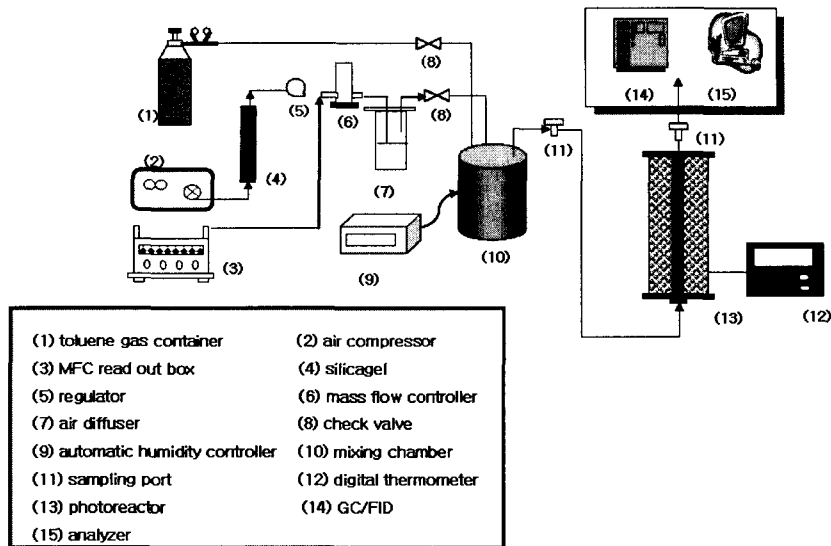 (8)
(14)
(15)
(1)
(5)
(6)
(8)
(2)
(4)
(7)
(11)
(11)
(3)
(9)
(10)
(13)
(12)
(1) toluene gas container
(2) air compressor
(3) MFC read out box
(4) silicagel
(5) regulator
(6) mass flow controller
(7) air diffuser
(8) check valve
(9) automatic humidity controller
(10) mixing chamber
(11) sampling port
(12) digital thermometer
(13) photoreactor
(14) GC/FID
(15) analyzer